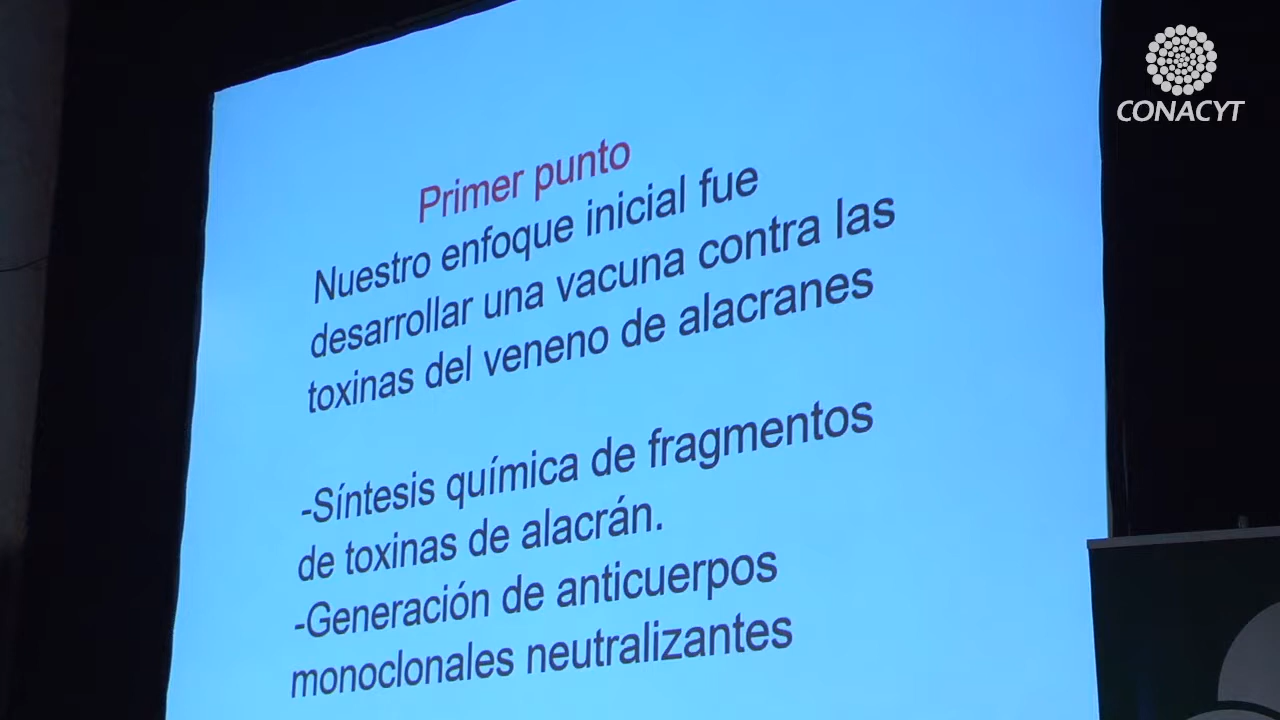 CONACYT
Primer punto
Nuestro enfoque inicial fue
desarrollar una vacuna contra las
toxinas del veneno de alacranes
-Síntesis química de fragmentos
de toxinas de alacrán.
-Generación de anticuerpos
monoclonales neutralizantes